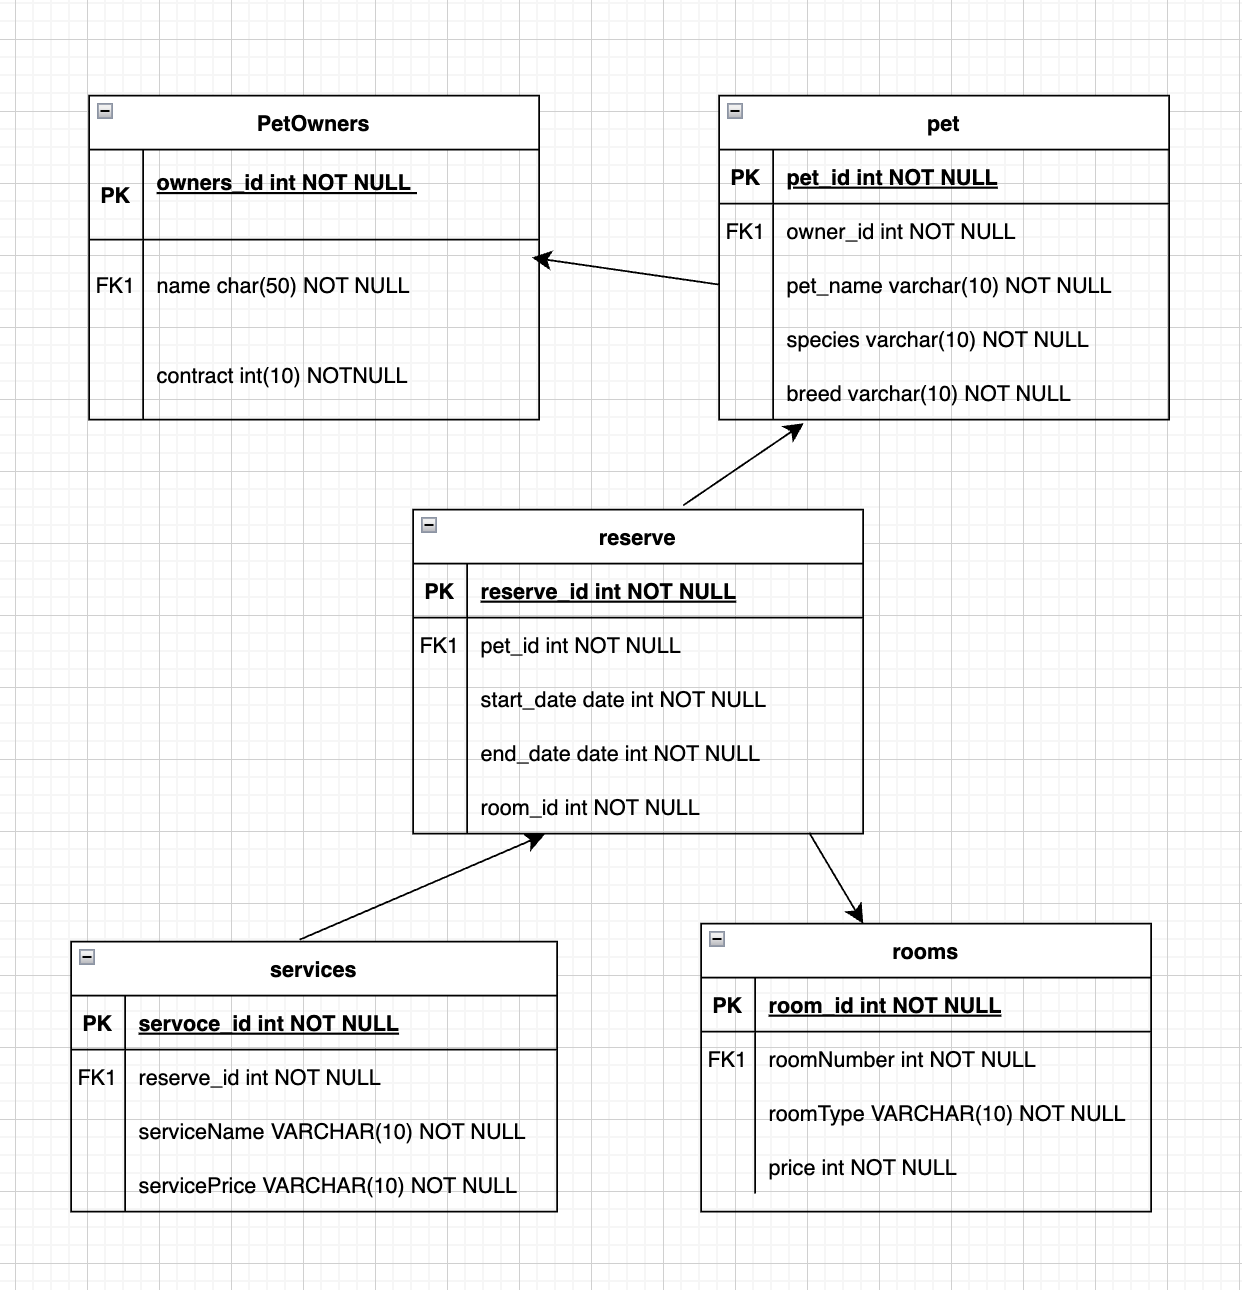 PetOwners
PK owners_id int NOT NULL
FK1 name char(50) NOT NULL
contract int(10) NOTNULL
pet
PK pet_id int NOT NULL
FK1 owner_id int NOT NULL
pet_name varchar(10) NOT NULL
species varchar(10) NOT NULL
breed varchar(10) NOT NULL
reserve
PK reserve_id int NOT NULL
FK1 pet_id int NOT NULL
start_date date int NOT NULL
end_date date int NOT NULL
room_id int NOT NULL
services
PK servoce_id int NOT NULL
FK1 reserve_id int NOT NULL
serviceName VARCHAR(10) NOT NULL
servicePrice VARCHAR(10) NOT NULL
rooms
PK room_id int NOT NULL
FK1 roomNumber int NOT NULL
roomType VARCHAR(10) NOT NULL
price int NOT NULL